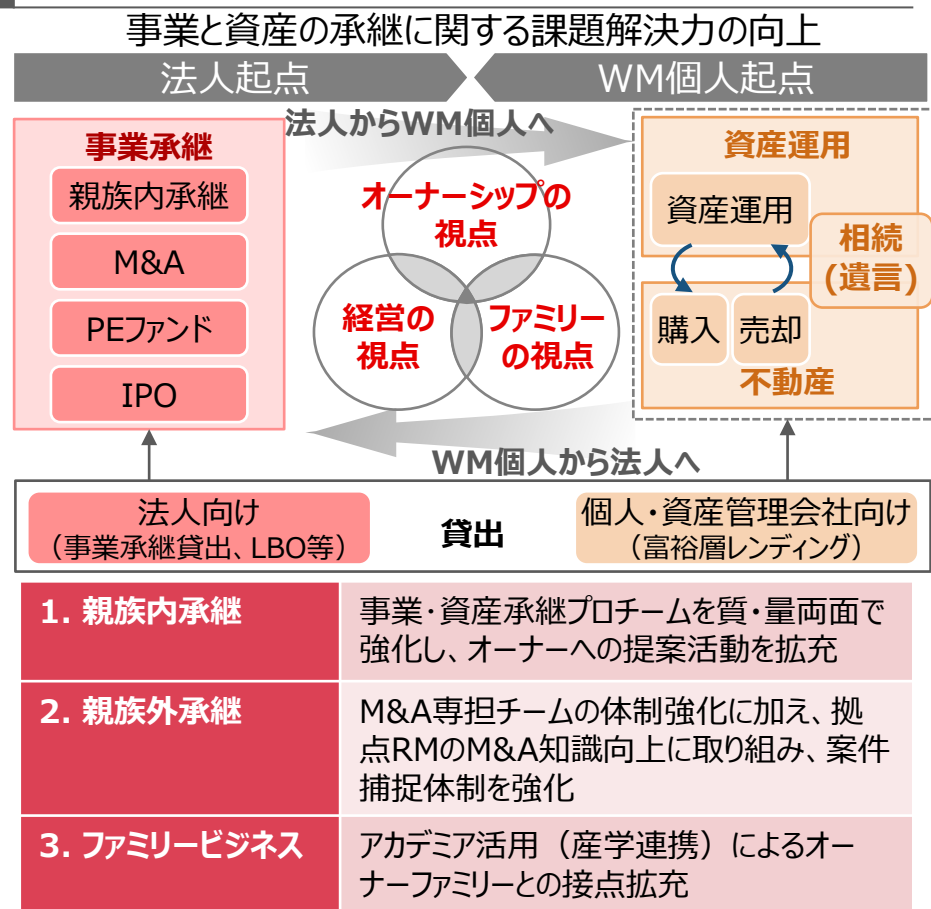 事業と資産の承継に関する課題解決力の向上
法人起点
WM個人起点
法人からWM個人へ
事業承継
親族内承継
M&A
PEファンド
IPO
オーナーシップの
視点
経営の
視点
ファミリー
の視点
資産運用
資産運用
相続
(遺言)
購入
売却
不動産
WM個人から法人へ
法人向け
（事業承継貸出、LBO等）
貸出
個人・資産管理会社向け
（富裕層レンディング）
1. 親族内承継
事業・資産承継プロチームを質・量両面で
強化し、オーナーへの提案活動を拡充
2. 親族外承継
M&A専担チームの体制強化に加え、拠
点RMのM&A知識向上に取り組み、案件
捕捉体制を強化
3. ファミリービジネス
アカデミア活用（産学連携）によるオー
ナーファミリーとの接点拡充